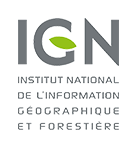 IGN
INSTITUT NATIONAL
DE L'INFORMATION
GÉOGRAPHIQUE
ET FORESTIÈRE